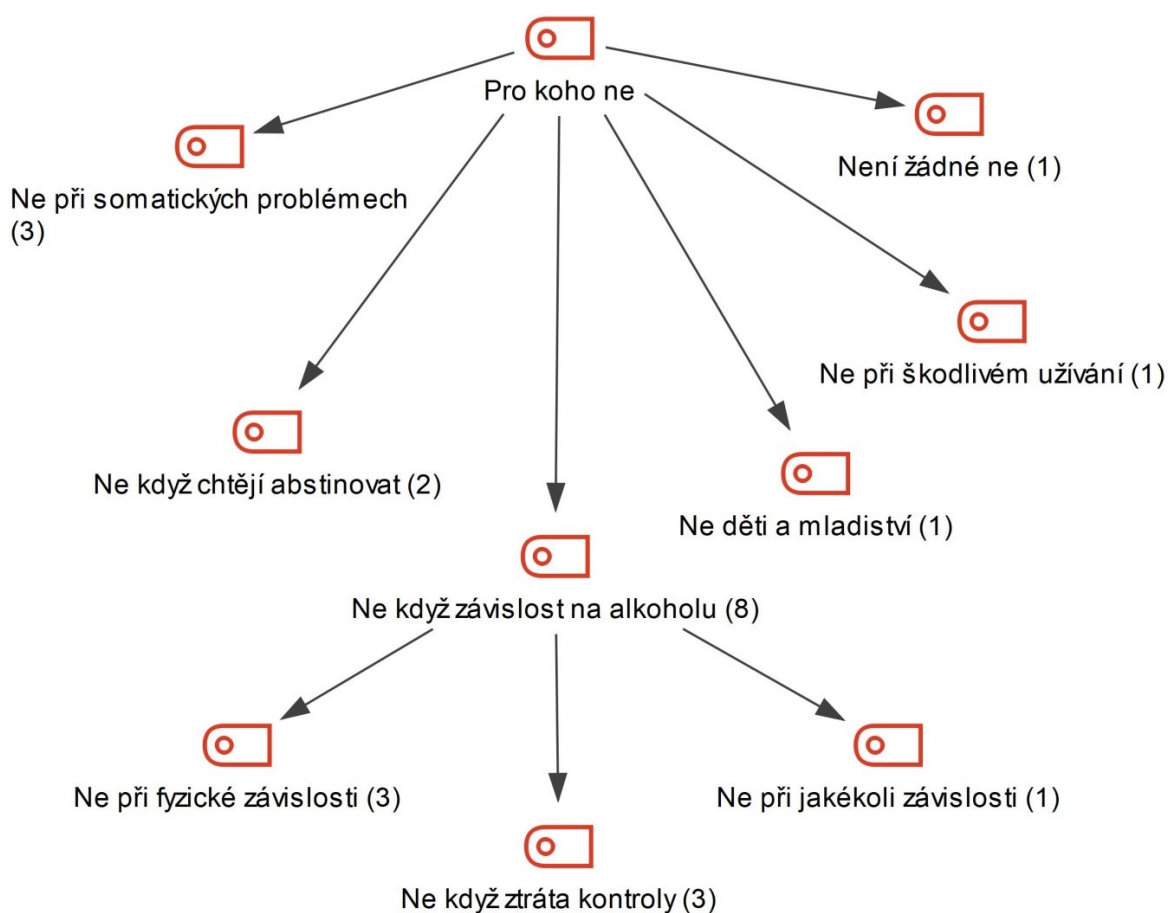 Pro koho ne
Není žádné ne (1)
Ne při somatických problémech
(3)
Ne při škodlivém užívání (1)
Ne když chtějí abstinovat (2)
Ne děti a mladiství (1)
Ne když závislost na alkoholu (8)
Ne při fyzické závislosti (3)
Ne při jakékoli závislosti (1)
Ne když ztráta kontroly (3)